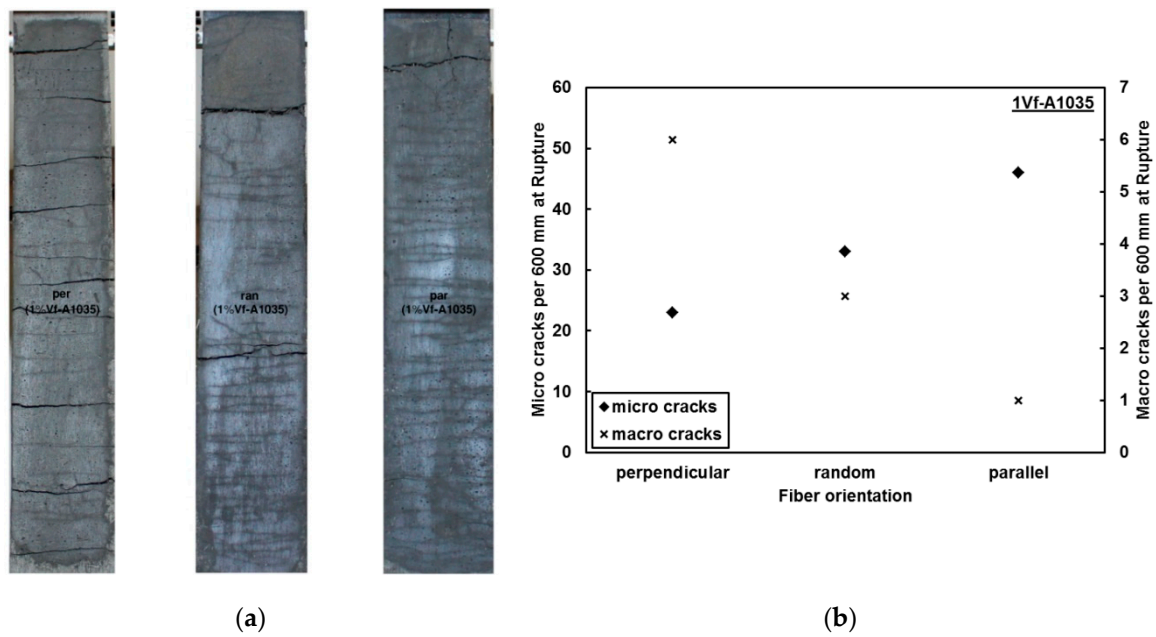 per
(1%Vf-A1035)
ran
(1%Vf-A1035)
par
(1%Vf-A1035)
(a)
1Vf-A1035
Micro cracks per 600 mm at Rupture
60
50
40
30
20
10
0
Macro cracks per 600 mm at Rupture
7
6
5
4
3
2
1
0
micro cracks
macro cracks
perpendicular random parallel
Fiber orientation
(b)